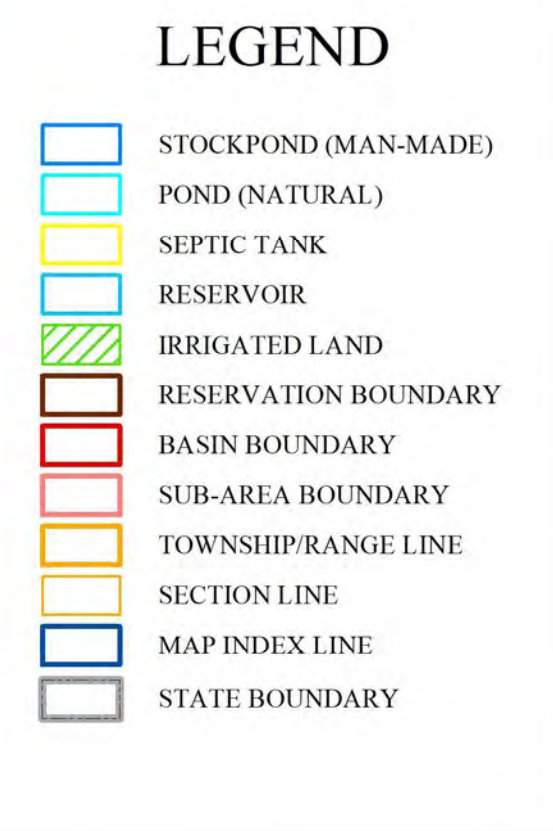 LEGEND
STOCKPOND (MAN-MADE)
POND (NATURAL)
SEPTIC TANK
RESERVOIR
IRRIGATED LAND
RESERVATION BOUNDARY
BASIN BOUNDARY
SUB-AREA BOUNDARY
TOWNSHIP/RANGE LINE
SECTION LINE
MAP INDEX LINE
STATE BOUNDARY